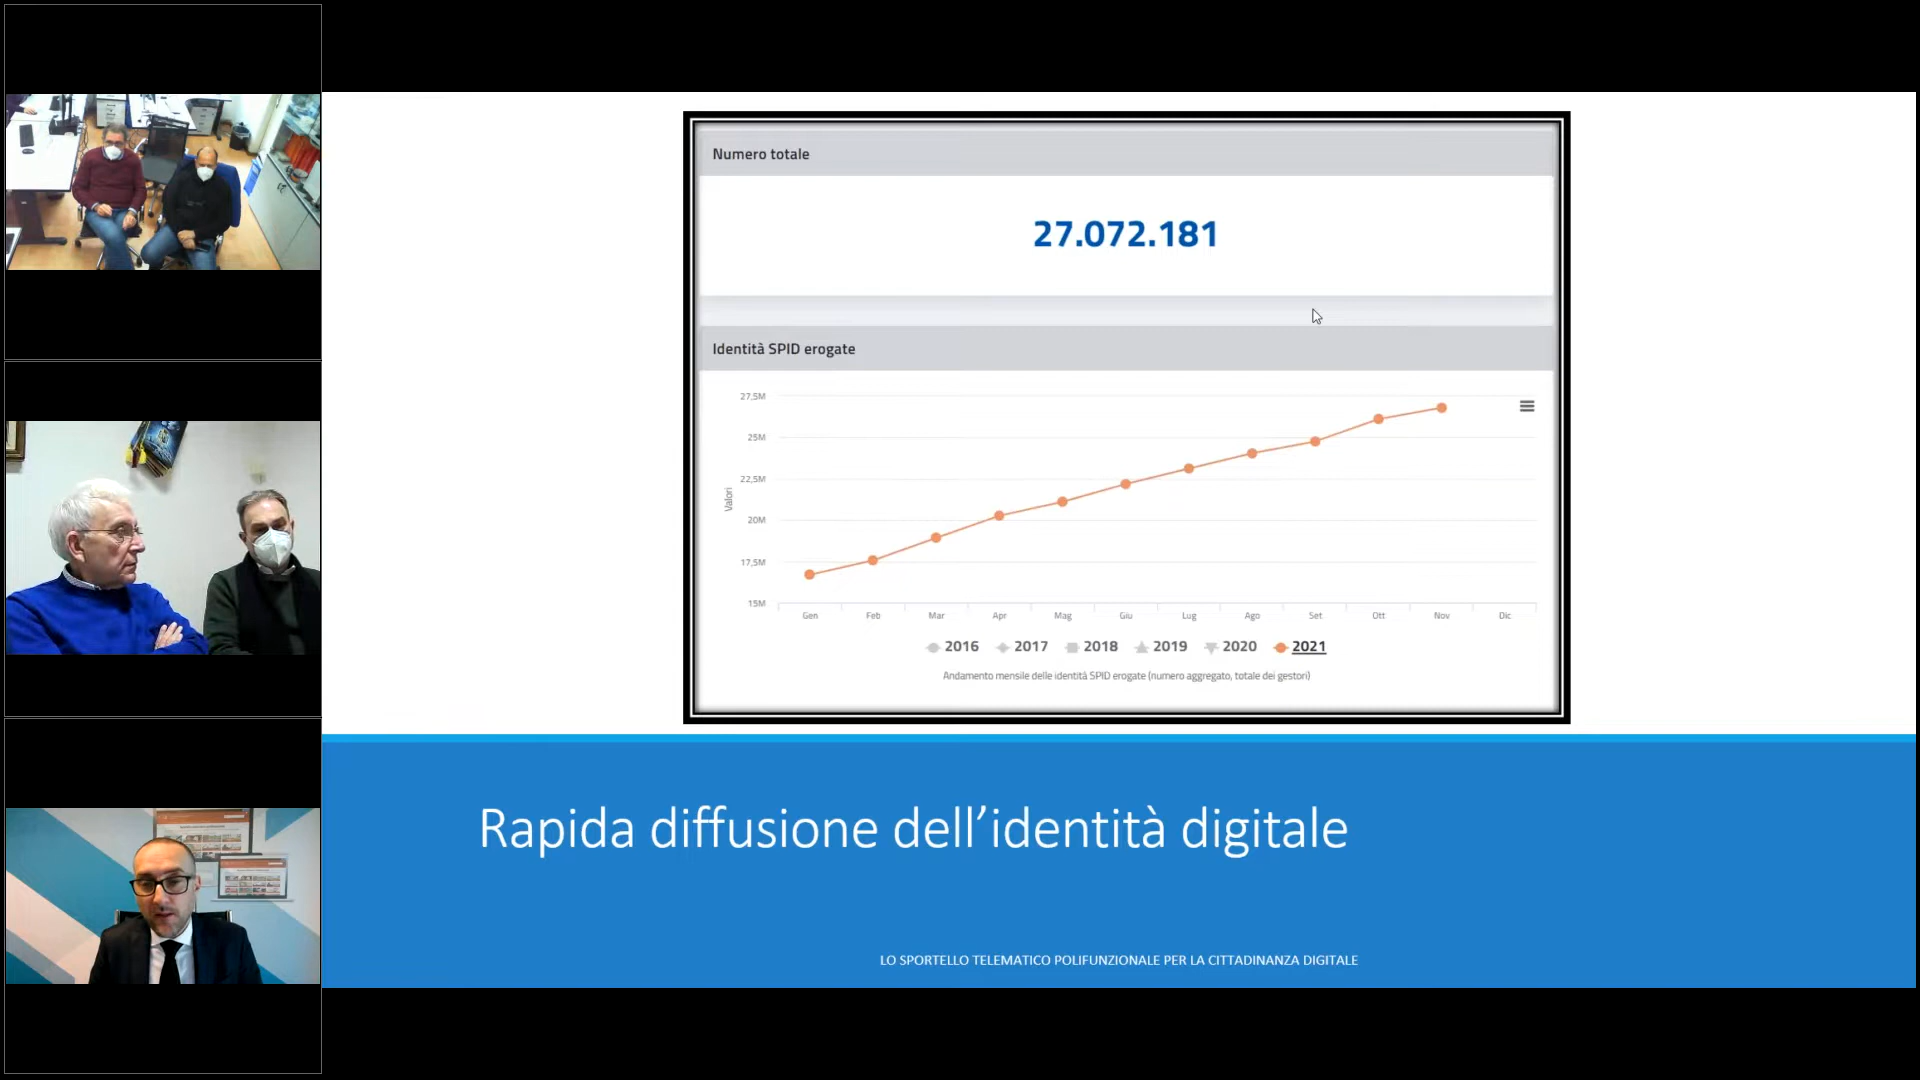 Numero totale
27.072.181
Identità SPID erogate
27,5M
25M
22,5M
20M
17,5M
15M
Valori
Gen Feb Mar Apr Mag Giu Lug Ago Set Ott Nov Dic
2016 2017 2018 2019 2020 2021
Andamento mensile delle identità SPID erogate (numero aggregato, totale dei gestori)
Rapida diffusione dell’identità digitale
LO SPORTELLO TELEMATICO POLIFUNZIONALE PER LA CITTADINANZA DIGITALE